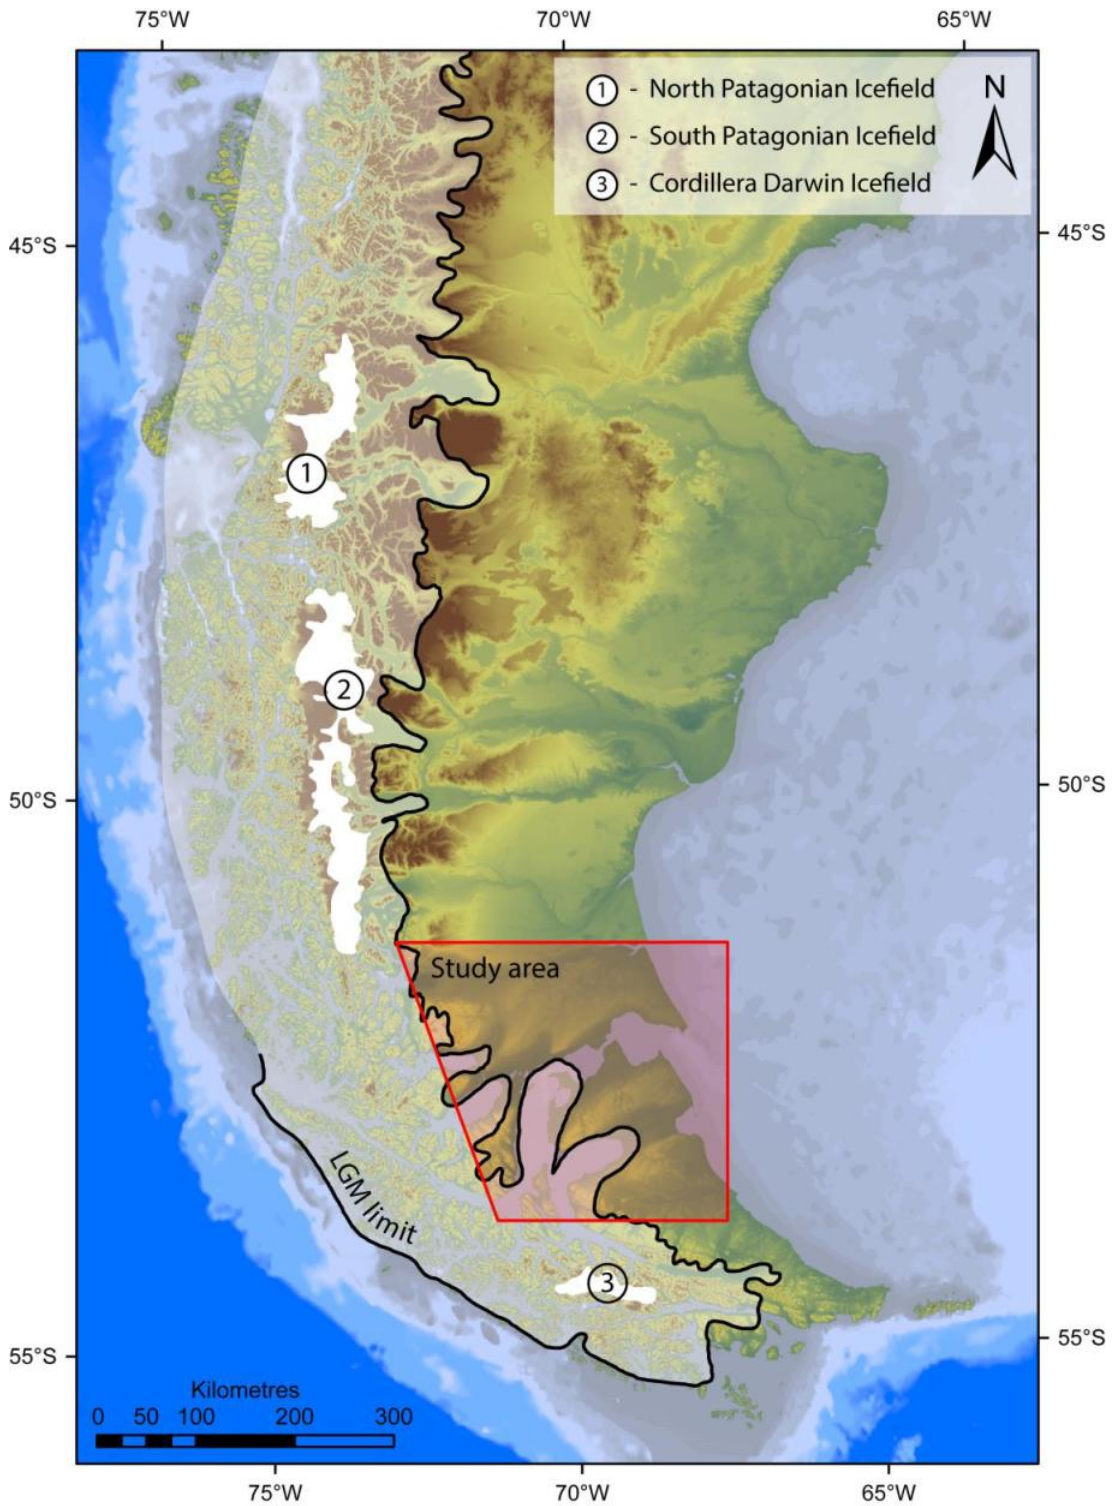 75°W 70°W 65°W
1 - North Patagonian Icefield
2 - South Patagonian Icefield
3 - Cordillera Darwin Icefield
N
45°S 45°S
1
2
50°S 50°S
Study area
LGM limit
3
55°S 55°S
Kilometres
0 50 100 200 300
75°W 70°W 65°W